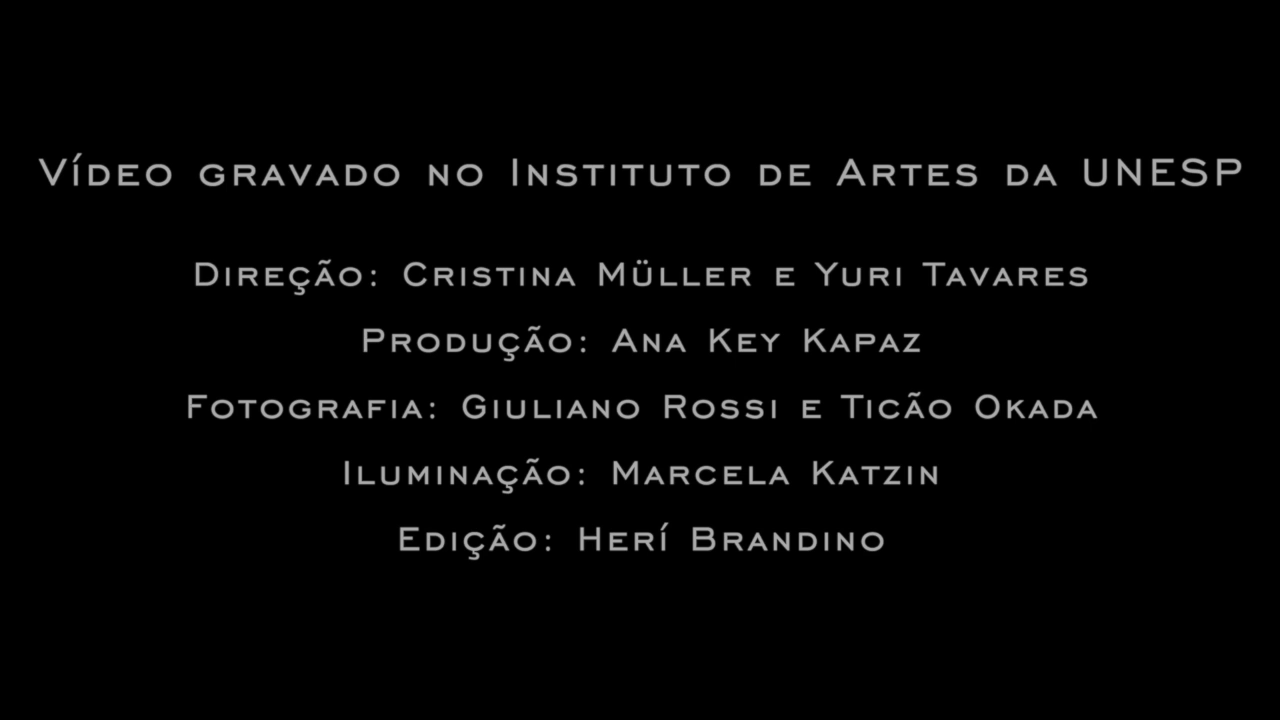 Vídeo gravado no Instituto de Artes da UNESP
Direção: Cristina Müller e Yuri Tavares
Produção: Ana Key Kapaz
Fotografia: Giuliano Rossi e Ticão Okada
Iluminação: Marcela Katzin
Edição: Herí Brandino